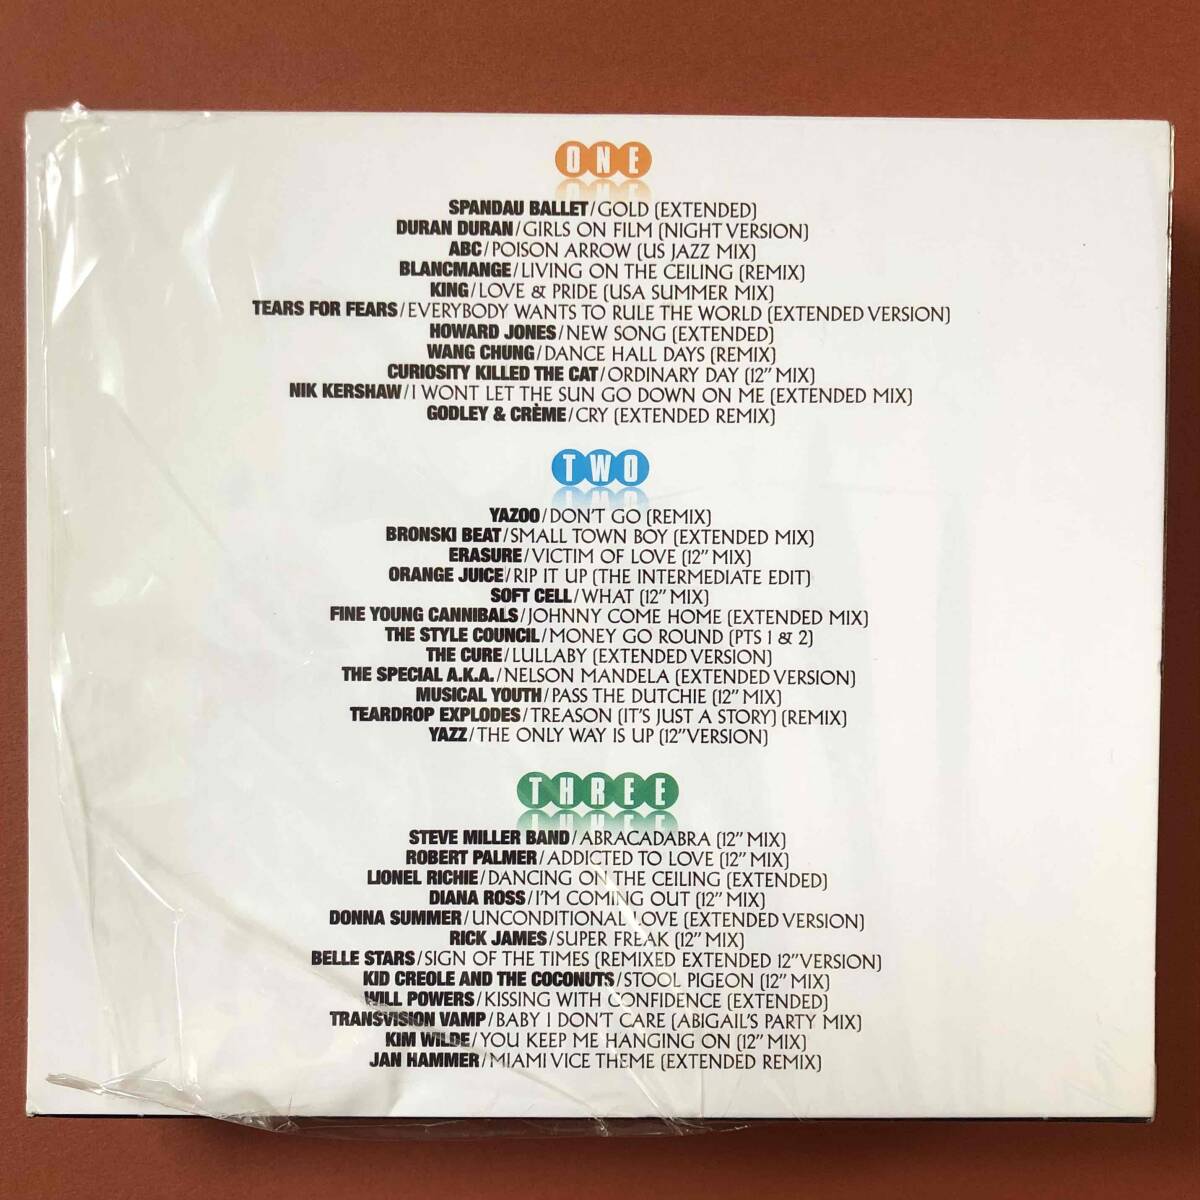 ONE
SPANDAU BALLET/GOLD (EXTENDED)
DURAN DURAN/GIRLS ON FILM (NIGHT VERSION)
ABC/POISON ARROW (US JAZZ MIX)
BLANCMANGE/LIVING ON THE CEILING (REMIX)
KING/LOVE & PRIDE (USA SUMMER MIX)
TEARS FOR FEARS/EVERYBODY WANTS TO RULE THE WORLD (EXTENDED VERSION)
HOWARD JONES/NEW SONG (EXTENDED)
WANG CHUNG/DANCE HALL DAYS (REMIX)
CURIOSITY KILLED THE CAT/ORDINARY DAY (12” MIX)
NIK KERSHAW/I WONT LET THE SUN GO DOWN ON ME (EXTENDED MIX)
GODLEY & CRÈME/CRY (EXTENDED REMIX)
TWO
YAZOO/DON'T GO (REMIX)
BRONSKI BEAT/SMALL TOWN BOY (EXTENDED MIX)
ERASURE/VICTIM OF LOVE (12” MIX)
ORANGE JUICE/RIP IT UP (THE INTERMEDIATE EDIT)
SOFT CELL/WHAT (12” MIX)
FINE YOUNG CANNIBALS/JOHNNY COME HOME (EXTENDED MIX)
THE STYLE COUNCIL/MONEY GO ROUND (PTS 1 & 2)
THE CURE/LULLABY (EXTENDED VERSION)
THE SPECIAL A.K.A./NELSON MANDELA (EXTENDED VERSION)
MUSICAL YOUTH/PASS THE DUTCHIE (12” MIX)
TEARDROP EXPLODES/TREASON (IT'S JUST A STORY) (REMIX)
YAZZ/THE ONLY WAY IS UP (12”VERSION)
THREE
STEVE MILLER BAND/ABRACADABRA (12” MIX)
ROBERT PALMER/ADDICTED TO LOVE (12” MIX)
LIONEL RICHIE/DANCING ON THE CEILING (EXTENDED)
DIANA ROSS/I'M COMING OUT (12” MIX)
DONNA SUMMER/UNCONDITIONAL LOVE (EXTENDED VERSION)
RICK JAMES/SUPER FREAK (12” MIX)
BELLE STARS/SIGN OF THE TIMES (REMIXED EXTENDED 12”VERSION)
KID CREOLE AND THE COCONUTS/STOOL PIGEON (12” MIX)
WILL POWERS/KISSING WITH CONFIDENCE (EXTENDED)
TRANSVISION VAMP/BABY I DON'T CARE (ABIGAIL'S PARTY MIX)
KIM WILDE/YOU KEEP ME HANGING ON (12” MIX)
JAN HAMMER/MIAMI VICE THEME (EXTENDED REMIX)